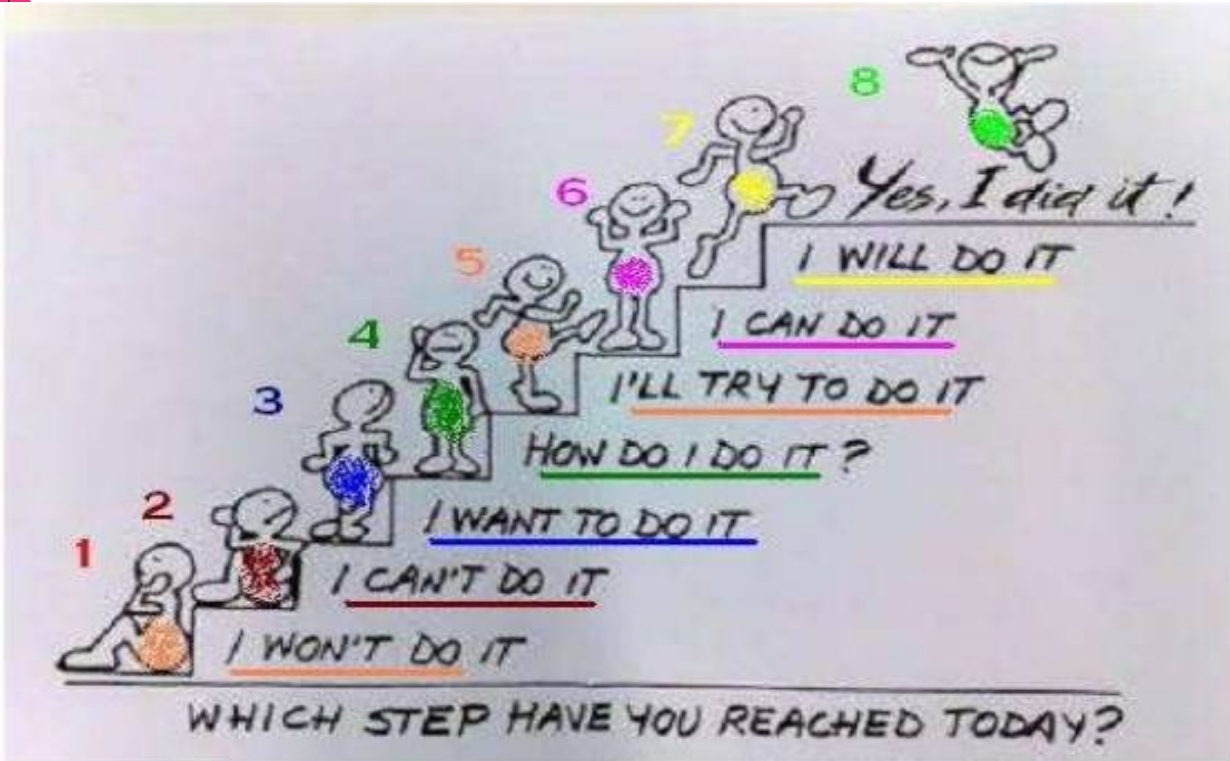 8
Yes, I did it!
7
I WILL DO IT
6
I CAN DO IT
5
I'LL TRY TO DO IT
4
HOW DO I DO IT?
3
I WANT TO DO IT
2
I CAN'T DO IT
1
I WON'T DO IT
WHICH STEP HAVE YOU REACHED TODAY?